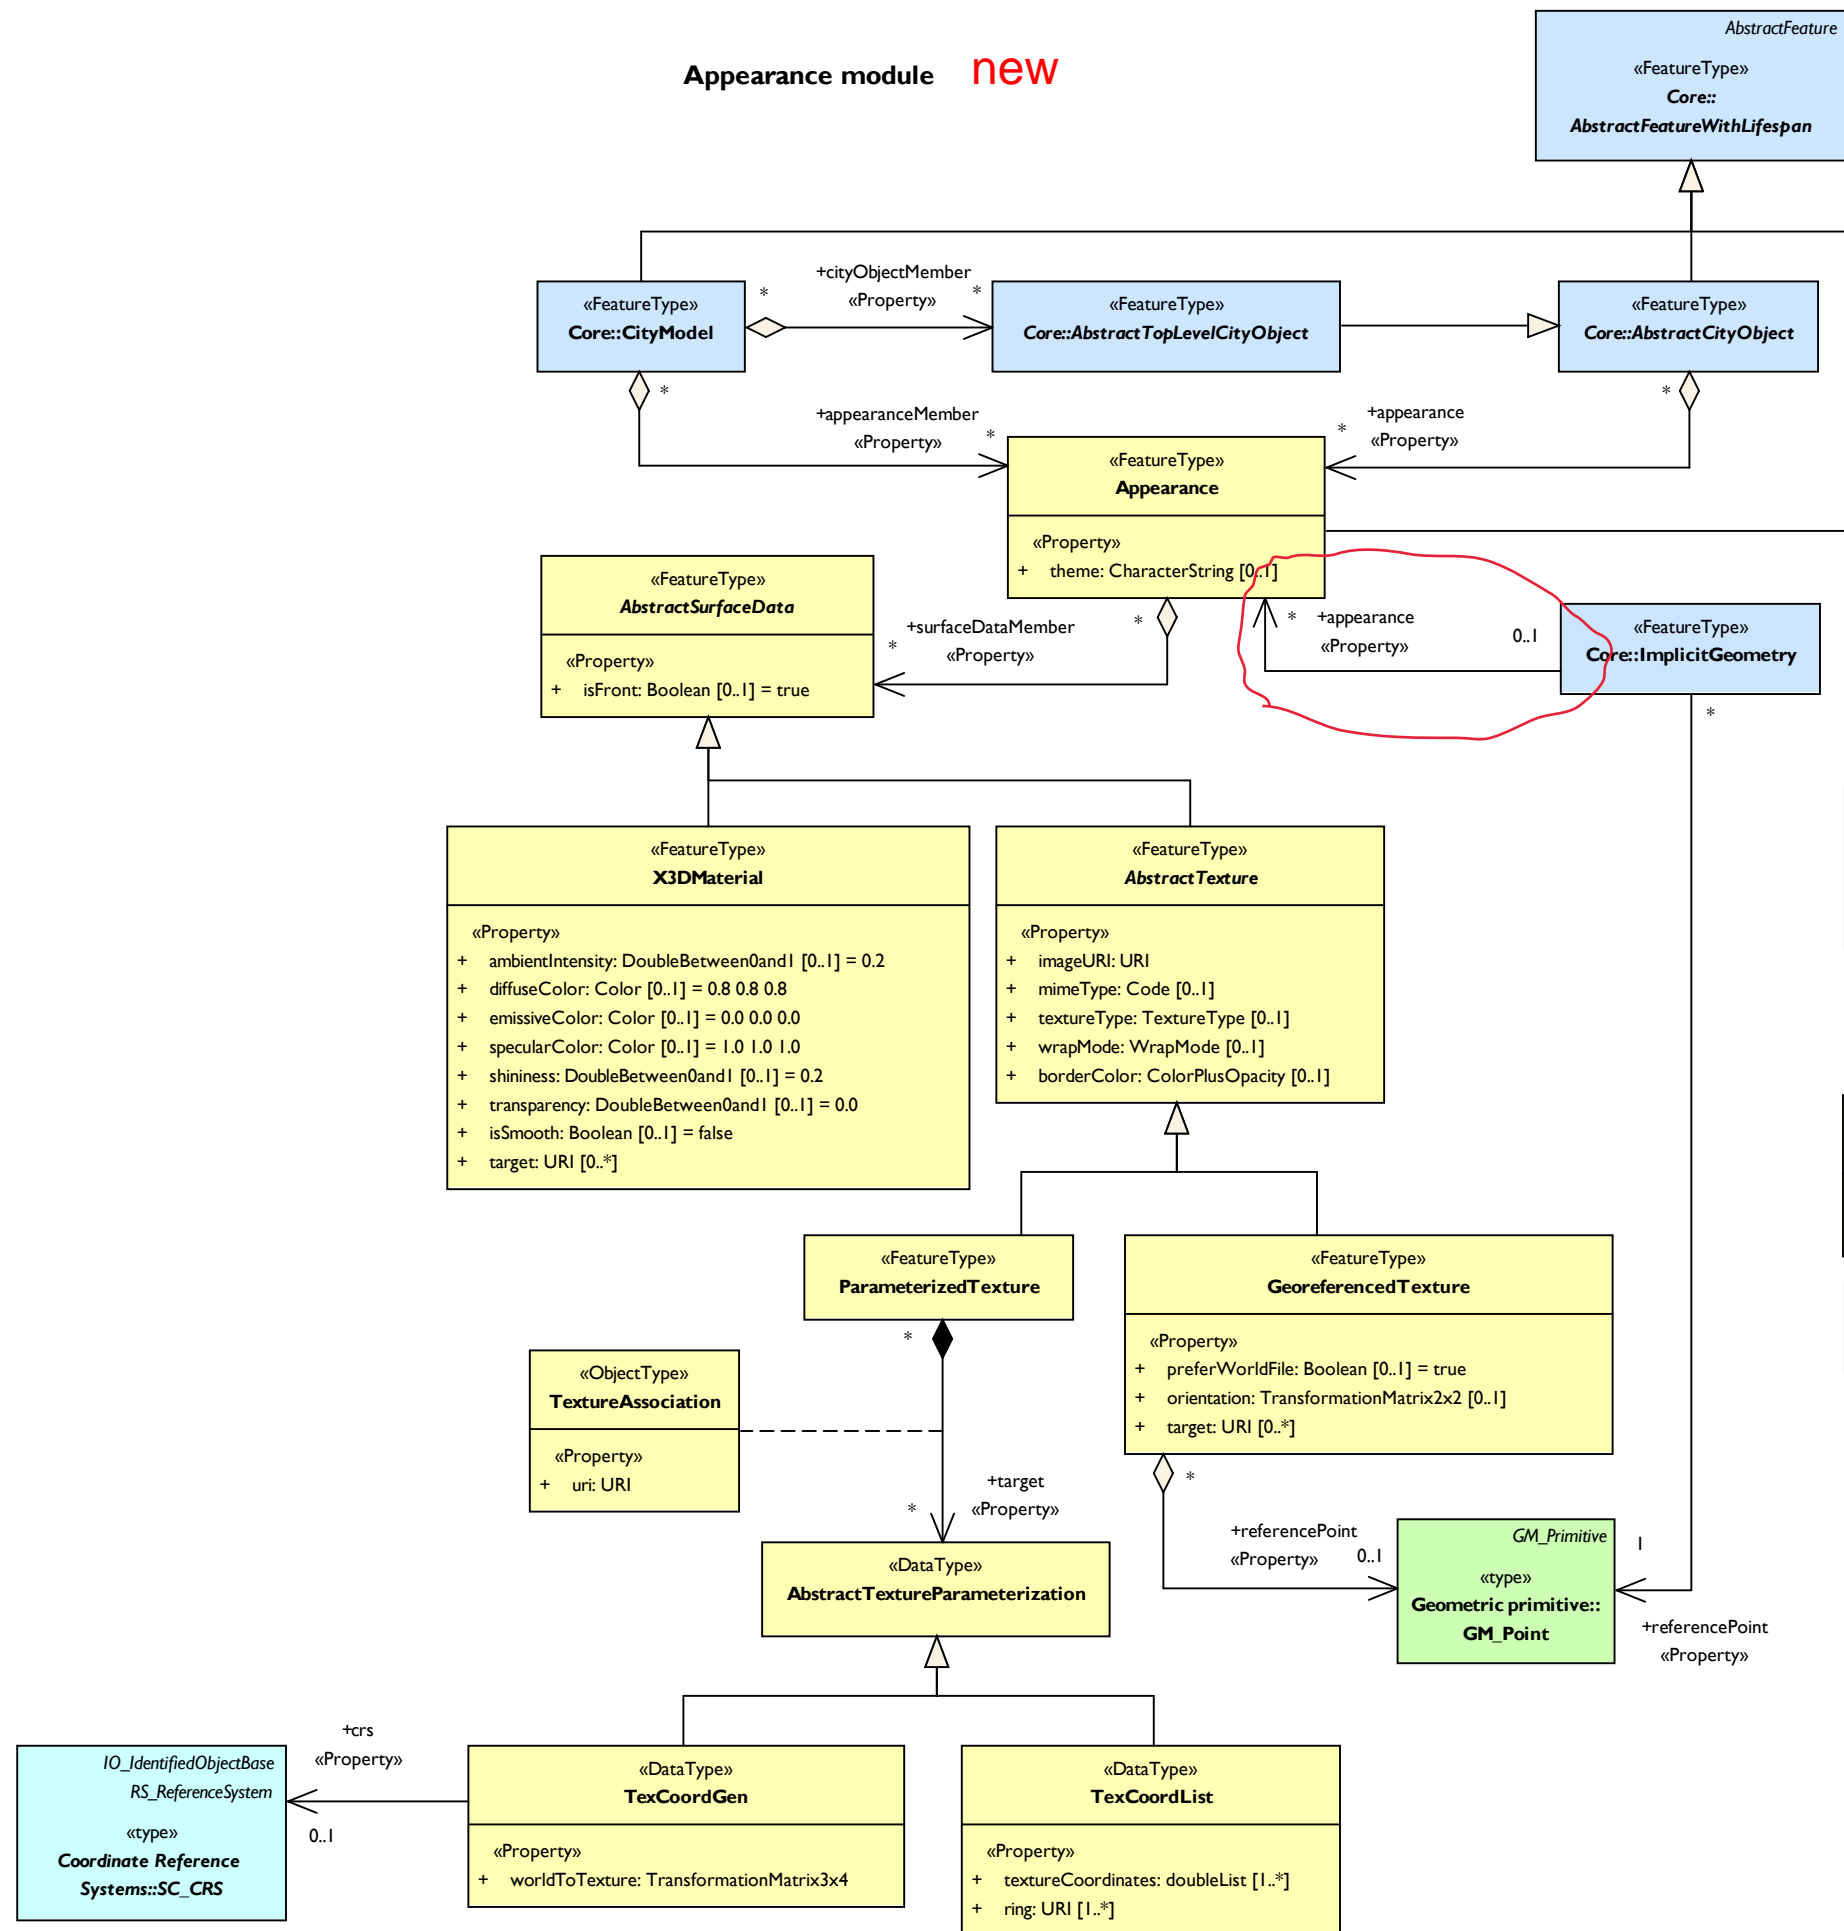 Appearance module new
AbstractFeature
«FeatureType»
Core::
AbstractFeatureWithLifespan
+cityObjectMember
«Property»
*
*
«FeatureType»
Core::CityModel
«FeatureType»
Core::AbstractTopLevelCityObject
«FeatureType»
Core::AbstractCityObject
*
+appearanceMember
«Property»
*
*
+appearance
«Property»
*
«FeatureType»
Appearance
«Property»
+ theme: CharacterString [0..1]
«FeatureType»
AbstractSurfaceData
«Property»
+ isFront: Boolean [0..1] = true
+surfaceDataMember
«Property»
*
*
*
+appearance
«Property»
0..1
«FeatureType»
Core::ImplicitGeometry
*
«FeatureType»
X3DMaterial
«Property»
+ ambientIntensity: DoubleBetween0and1 [0..1] = 0.2
+ diffuseColor: Color [0..1] = 0.8 0.8 0.8
+ emissiveColor: Color [0..1] = 0.0 0.0 0.0
+ specularColor: Color [0..1] = 1.0 1.0 1.0
+ shininess: DoubleBetween0and1 [0..1] = 0.2
+ transparency: DoubleBetween0and1 [0..1] = 0.0
+ isSmooth: Boolean [0..1] = false
+ target: URI [0..*]
«FeatureType»
AbstractTexture
«Property»
+ imageURI: URI
+ mimeType: Code [0..1]
+ textureType: TextureType [0..1]
+ wrapMode: WrapMode [0..1]
+ borderColor: ColorPlusOpacity [0..1]
«FeatureType»
ParameterizedTexture
*
«FeatureType»
GeoreferencedTexture
«Property»
+ preferWorldFile: Boolean [0..1] = true
+ orientation: TransformationMatrix2x2 [0..1]
+ target: URI [0..*]
*
«ObjectType»
TextureAssociation
«Property»
+ uri: URI
+target
«Property»
*
+referencePoint
«Property»
0..1
GM_Primitive
«type»
Geometric primitive::
GM_Point
1
+referencePoint
«Property»
«DataType»
AbstractTextureParameterization
+crs
«Property»
0..1
IO_IdentifiedObjectBase
RS_ReferenceSystem
«type»
Coordinate Reference
Systems::SC_CRS
«DataType»
TexCoordGen
«Property»
+ worldToTexture: TransformationMatrix3x4
«DataType»
TexCoordList
«Property»
+ textureCoordinates: doubleList [1..*]
+ ring: URI [1..*]